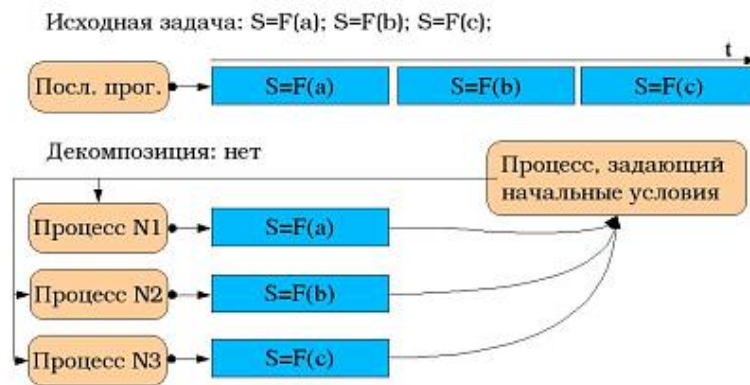 Исходная задача: S=F(a); S=F(b); S=F(c);
t
Посл. прог.
S=F(a)
S=F(b)
S=F(c)
Декомпозиция: нет
Процесс, задающий
начальные условия
Процесс N1
S=F(a)
Процесс N2
S=F(b)
Процесс N3
S=F(c)